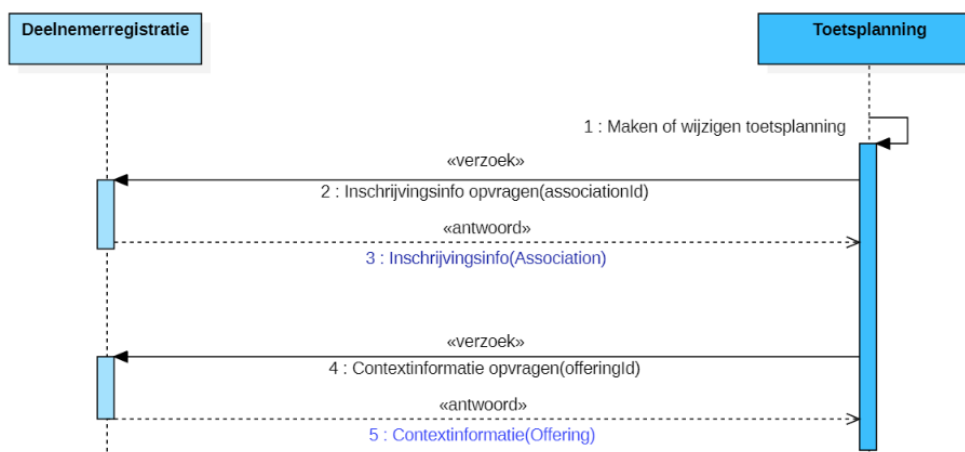 Deelnemerregistratie
Toetsplanning
1 : Maken of wijzigen toetsplanning
«verzoek»
2 : Inschrijvingsinfo opvragen(associationId)
«antwoord»
3 : Inschrijvingsinfo(Association)
«verzoek»
4 : Contextinformatie opvragen(offeringId)
«antwoord»
5 : Contextinformatie(Offering)